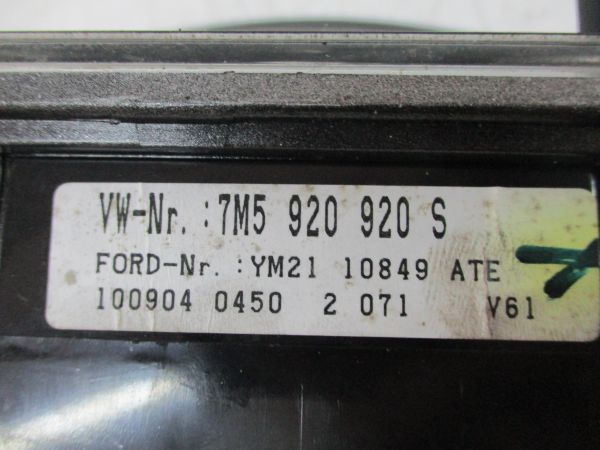 VW-Nr. :7M5 920 920 S
FORD-Nr. :YM21 10849 ATE
100904 0450 2 071 V61